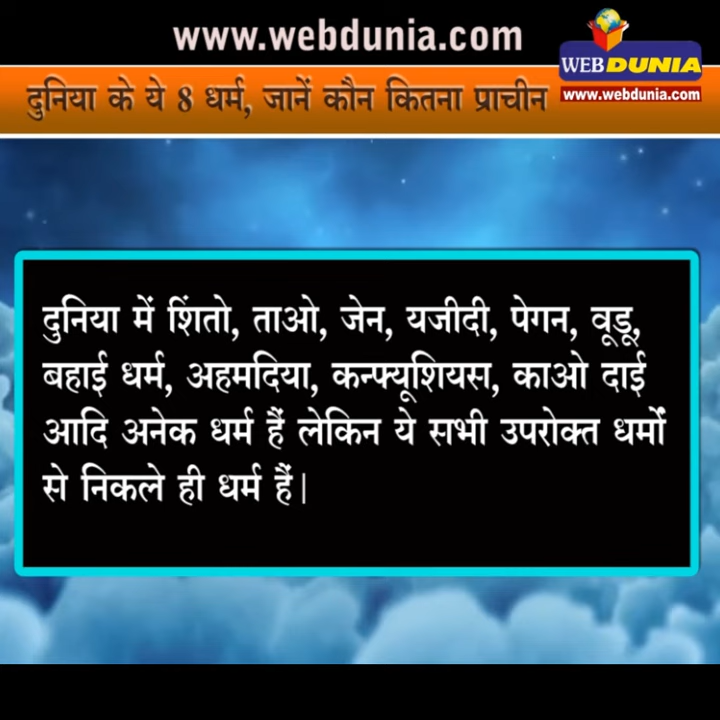 www.webdunia.com
WEBDUNIA
दुनिया के ये 8 धर्म, जानें कौन कितना प्राचीन
www.webdunia.com
दुनिया में शिंतो, ताओ, जेन, यजीदी, पेगन, वूडू,
बहाई धर्म, अहमदिया, कन्फ्यूशियस, काओ दाई
आदि अनेक धर्म हैं लेकिन ये सभी उपरोक्त धर्मों
से निकले ही धर्म हैं|